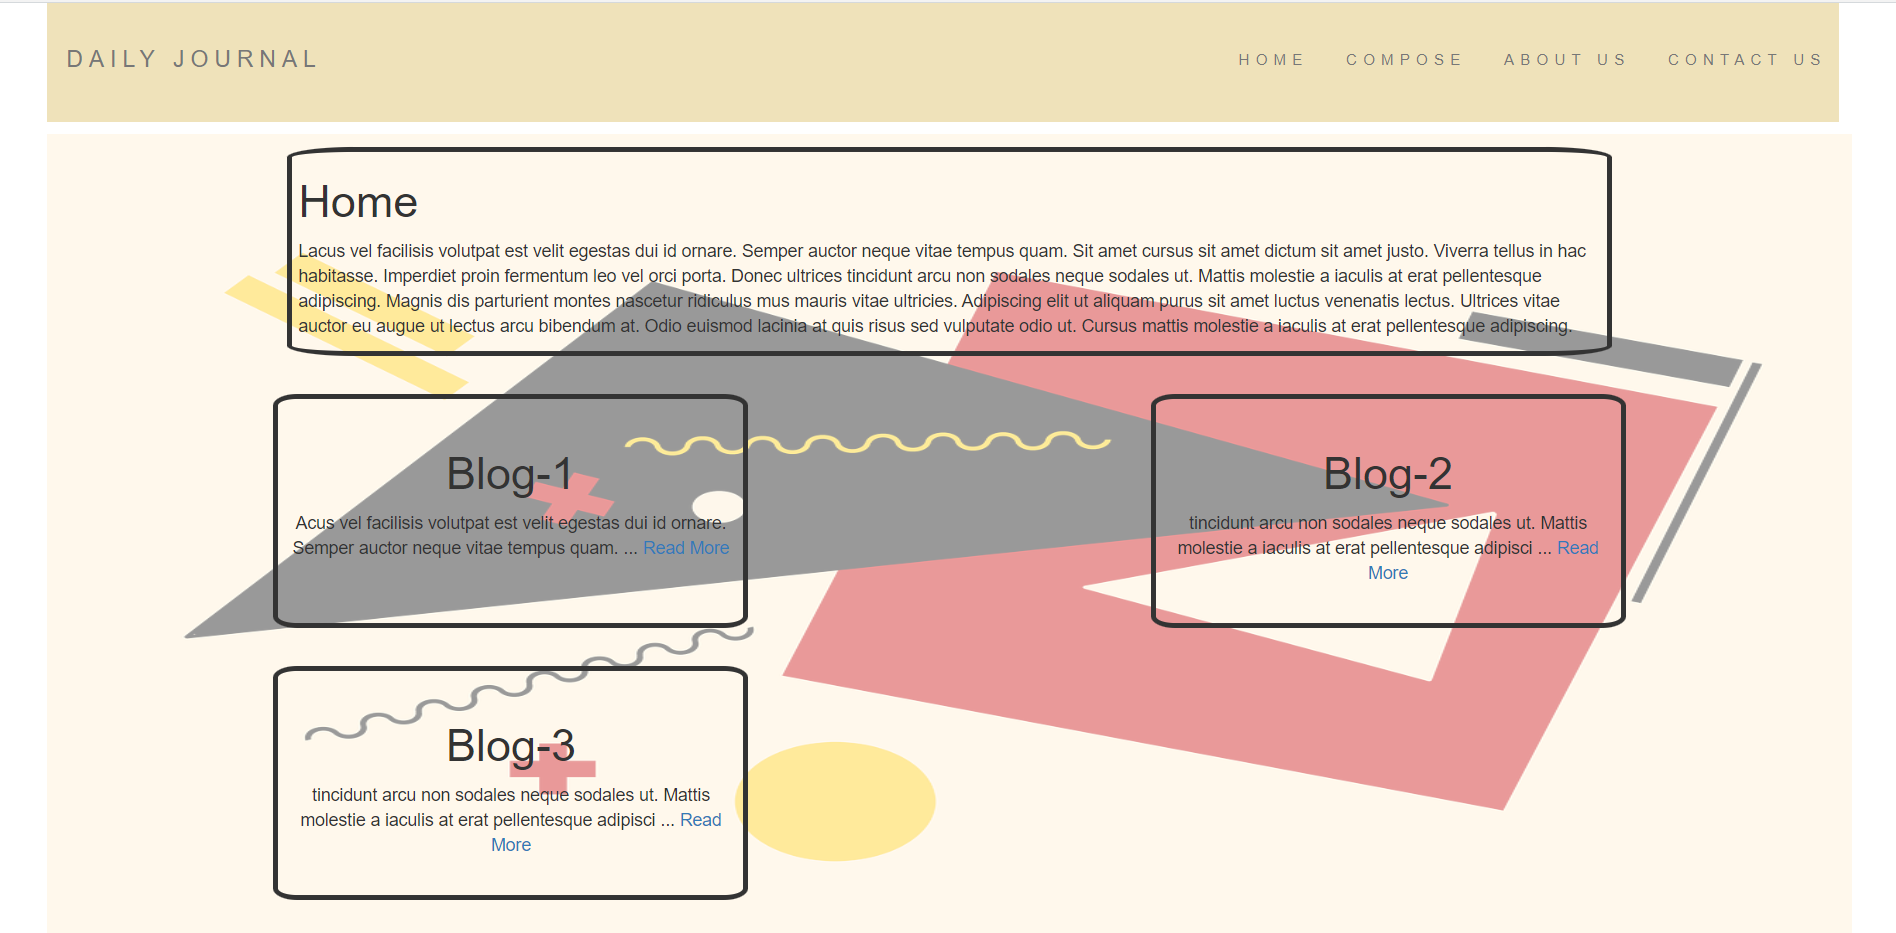 DAILY JOURNAL
HOME COMPOSE ABOUT US CONTACT US
Home
Lacus vel facilisis volutpat est velit egestas dui id ornare. Semper auctor neque vitae tempus quam. Sit amet cursus sit amet dictum sit amet justo. Viverra tellus in hac
habitasse. Imperdiet proin fermentum leo vel orci porta. Donec ultrices tincidunt arcu non sodales neque sodales ut. Mattis molestie a iaculis at erat pellentesque
adipiscing. Magnis dis parturient montes nascetur ridiculus mus mauris vitae ultricies. Adipiscing elit ut aliquam purus sit amet luctus venenatis lectus. Ultrices vitae
auctor eu augue ut lectus arcu bibendum at. Odio euismod lacinia at quis risus sed vulputate odio ut. Cursus mattis molestie a iaculis at erat pellentesque adipiscing.
Blog-1
Acus vel facilisis volutpat est velit egestas dui id ornare.
Semper auctor neque vitae tempus quam. ... Read More
Blog-2
tincidunt arcu non sodales neque sodales ut. Mattis
molestie a iaculis at erat pellentesque adipisci ... Read
More
Blog-3
tincidunt arcu non sodales neque sodales ut. Mattis
molestie a iaculis at erat pellentesque adipisci ... Read
More